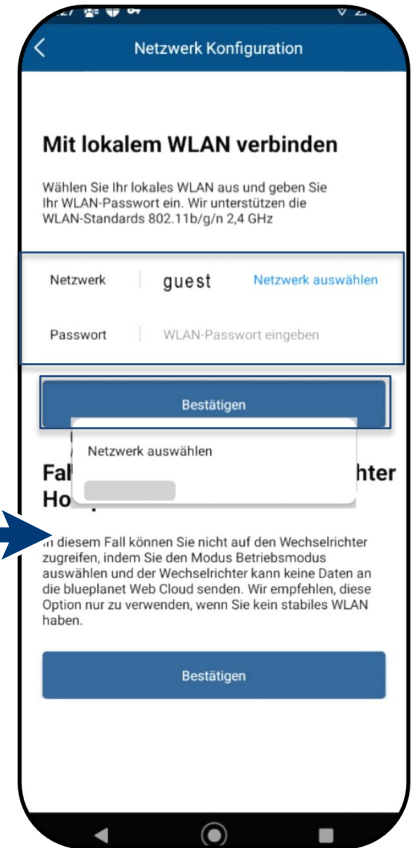 Netzwerk Konfiguration
Mit lokalem WLAN verbinden
Wählen Sie Ihr lokales WLAN aus und geben Sie
Ihr WLAN-Passwort ein. Wir unterstützen die
WLAN-Standards 802.11b/g/n 2,4 GHz
Netzwerk guest Netzwerk auswählen
Passwort WLAN-Passwort eingeben
Bestätigen
Netzwerk auswählen
In diesem Fall können Sie nicht auf den Wechselrichter
zugreifen, indem Sie den Modus Betriebsmodus
auswählen und der Wechselrichter kann keine Daten an
die blueplanet Web Cloud senden. Wir empfehlen, diese
Option nur zu verwenden, wenn Sie kein stabiles WLAN
haben.
Bestätigen